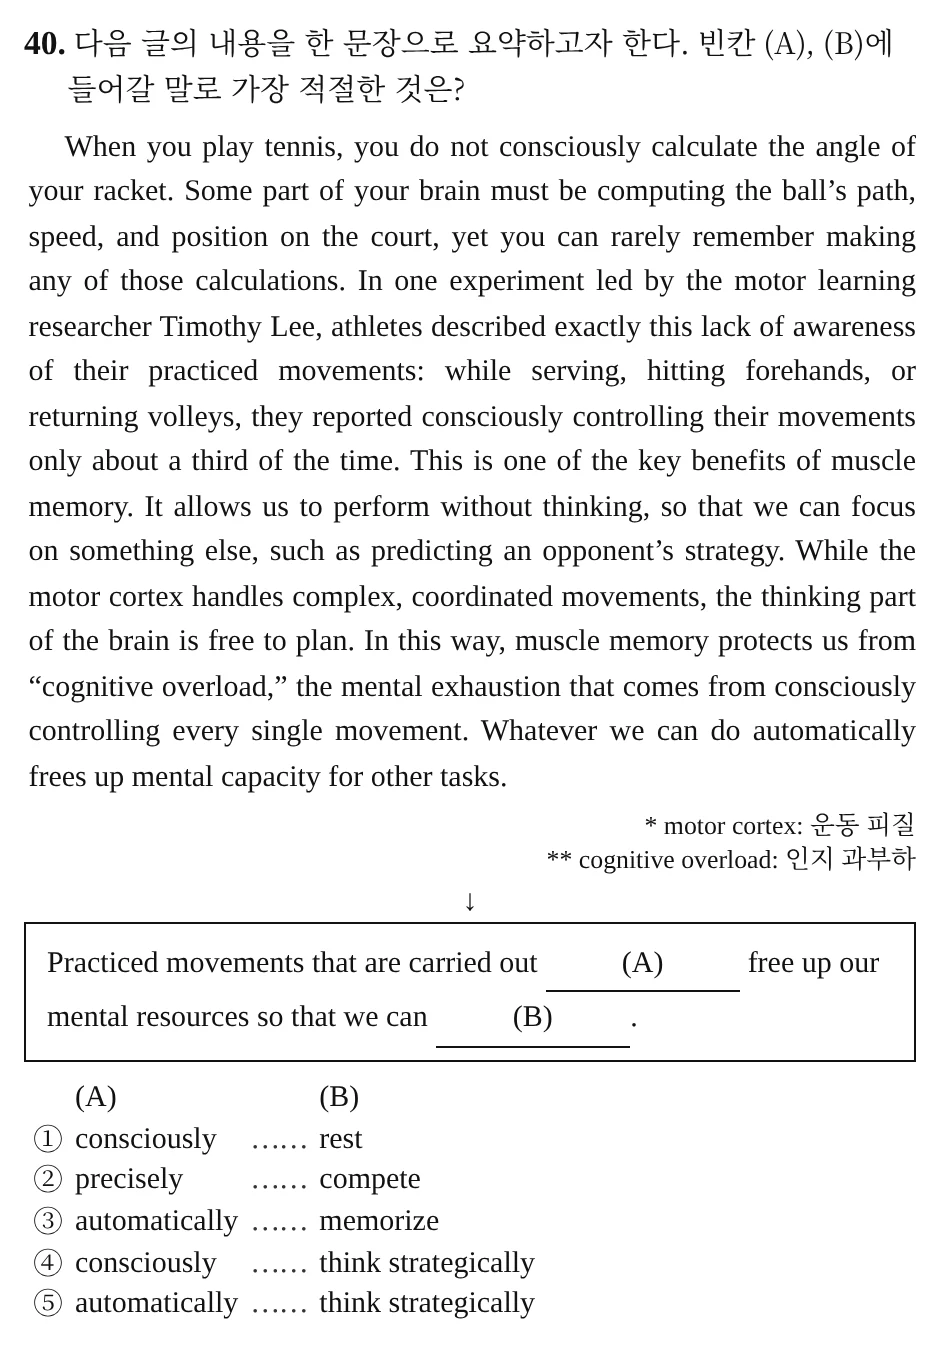 40. 다음 글의 내용을 한 문장으로 요약하고자 한다. 빈칸 (A), (B)에
들어갈 말로 가장 적절한 것은?
When you play tennis, you do not consciously calculate the angle of
your racket. Some part of your brain must be computing the ball’s path,
speed, and position on the court, yet you can rarely remember making
any of those calculations. In one experiment led by the motor learning
researcher Timothy Lee, athletes described exactly this lack of awareness
of their practiced movements: while serving, hitting forehands, or
returning volleys, they reported consciously controlling their movements
only about a third of the time. This is one of the key benefits of muscle
memory. It allows us to perform without thinking, so that we can focus
on something else, such as predicting an opponent’s strategy. While the
motor cortex handles complex, coordinated movements, the thinking part
of the brain is free to plan. In this way, muscle memory protects us from
“cognitive overload,” the mental exhaustion that comes from consciously
controlling every single movement. Whatever we can do automatically
frees up mental capacity for other tasks.
* motor cortex: 운동 피질
** cognitive overload: 인지 과부하
↓
Practiced movements that are carried out (A) free up our
mental resources so that we can (B).
(A) (B)
① consciously …… rest
② precisely …… compete
③ automatically …… memorize
④ consciously …… think strategically
⑤ automatically …… think strategically